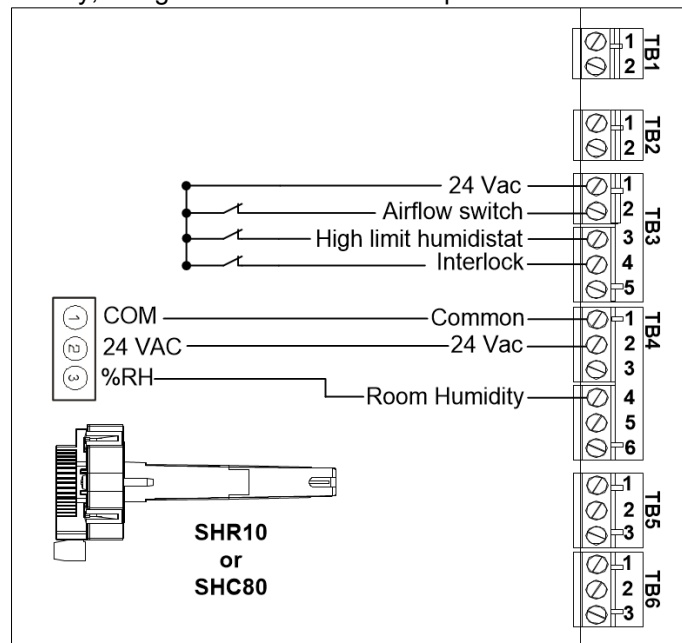 1 TB1
2
1 TB2
2
24 Vac 1 TB3
Airflow switch 2
High limit humidistat 3
Interlock 4
5
1 COM Common 1 TB4
2 24 VAC 24 Vac 2
3 %RH 3
Room Humidity 4
5
6
1 TB5
2
3
SHR10
or
SHC80
1 TB6
2
3